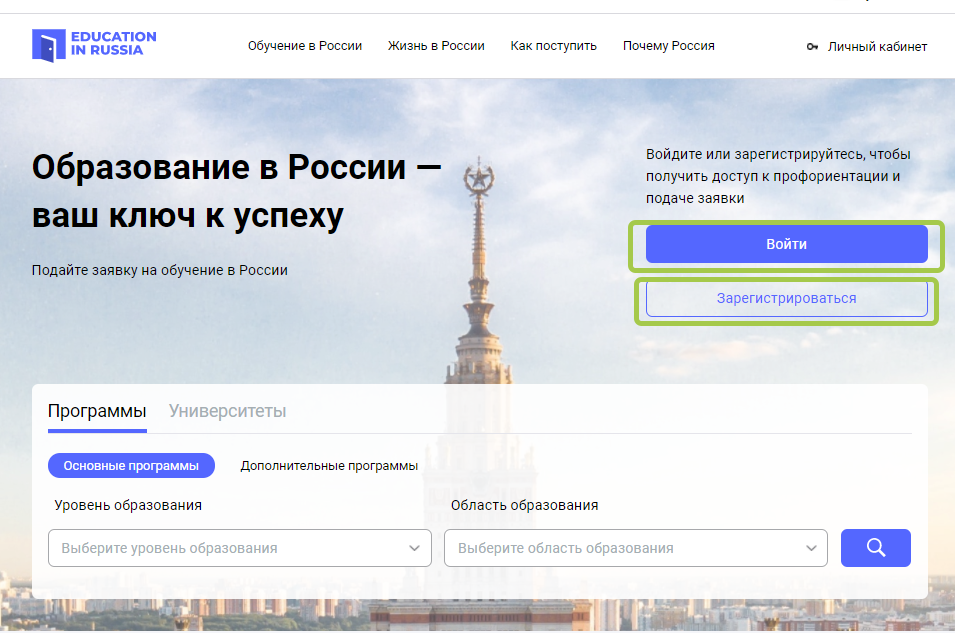 EDUCATION
IN RUSSIA
Обучение в России
Жизнь в России
Как поступить
Почему Россия
Личный кабинет
Образование в России —
ваш ключ к успеху
Подайте заявку на обучение в России
Войдите или зарегистрируйтесь, чтобы
получить доступ к профориентации и
подаче заявки
Войти
Зарегистрироваться
Программы
Университеты
Основные программы
Дополнительные программы
Уровень образования
Область образования
Выберите уровень образования
Выберите область образования